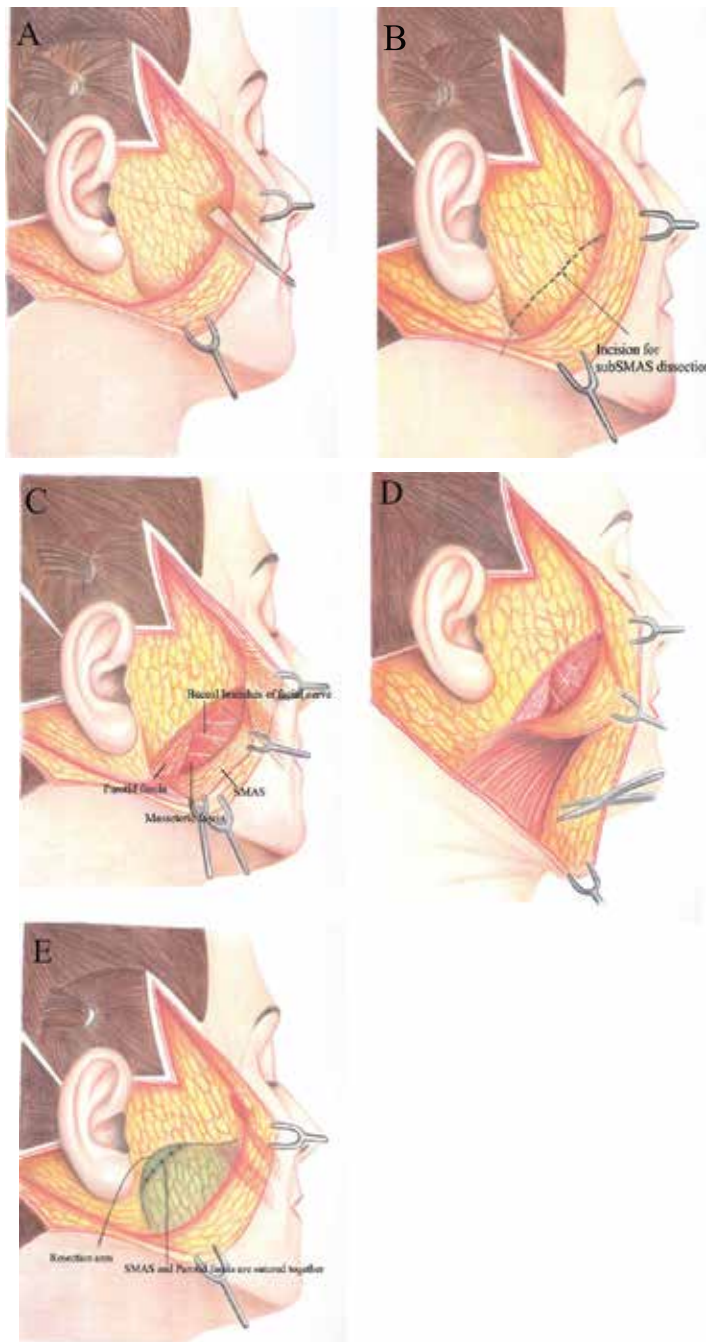 A
B
Incision for
subSMAS dissection
C
Buccal branches of facial nerve
Parotid fascia
SMAS
Masseteric fascia
D
E
Resection area
SMAS and Parotid fascia are sutured together